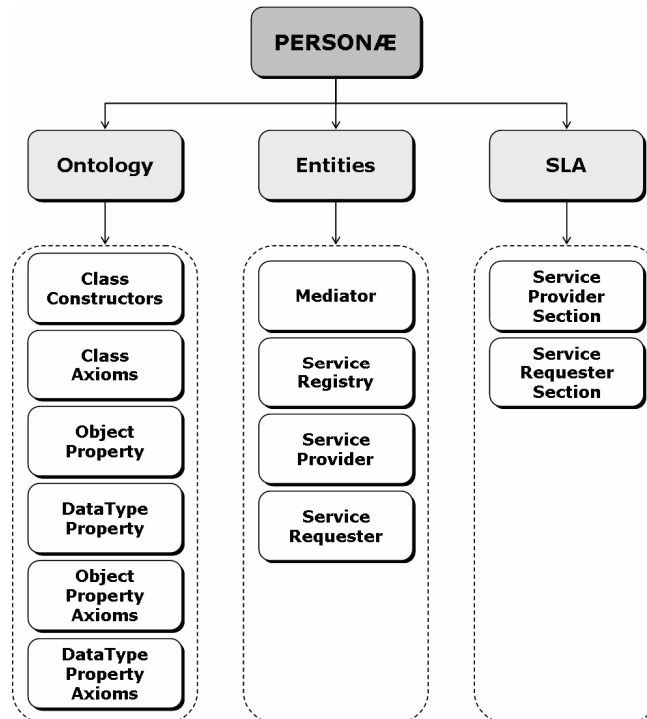 PERSONÆ
Ontology
Entities
SLA
Class
Constructors
Class
Axioms
Object
Property
DataType
Property
Object
Property
Axioms
DataType
Property
Axioms
Mediator
Service
Registry
Service
Provider
Service
Requester
Service
Provider
Section
Service
Requester
Section